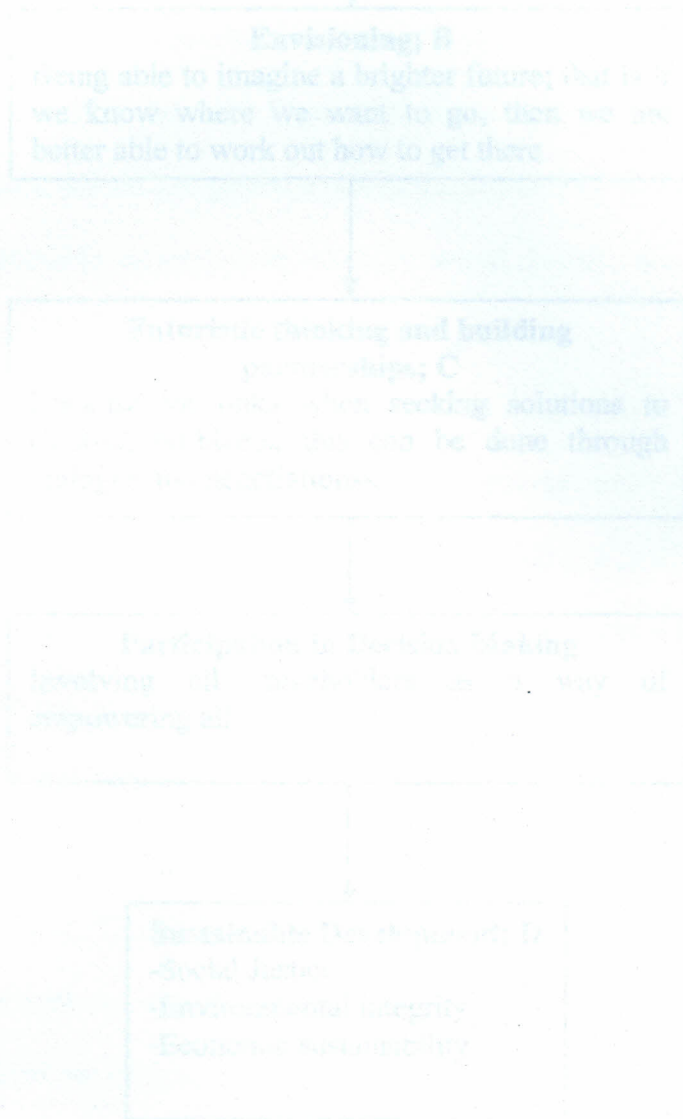 Envisioning; B
Being able to imagine a brighter future; that is if
we know where we want to go, then we are
better able to work out how to get there
Futuristic thinking and building
partnerships; C
when seeking solutions to
this can be done through
Participation in Decision Making
involving all as a way of
empowering all
Sustainable Development; D
-Social Justice
-Environmental integrity
-Economic sustainability